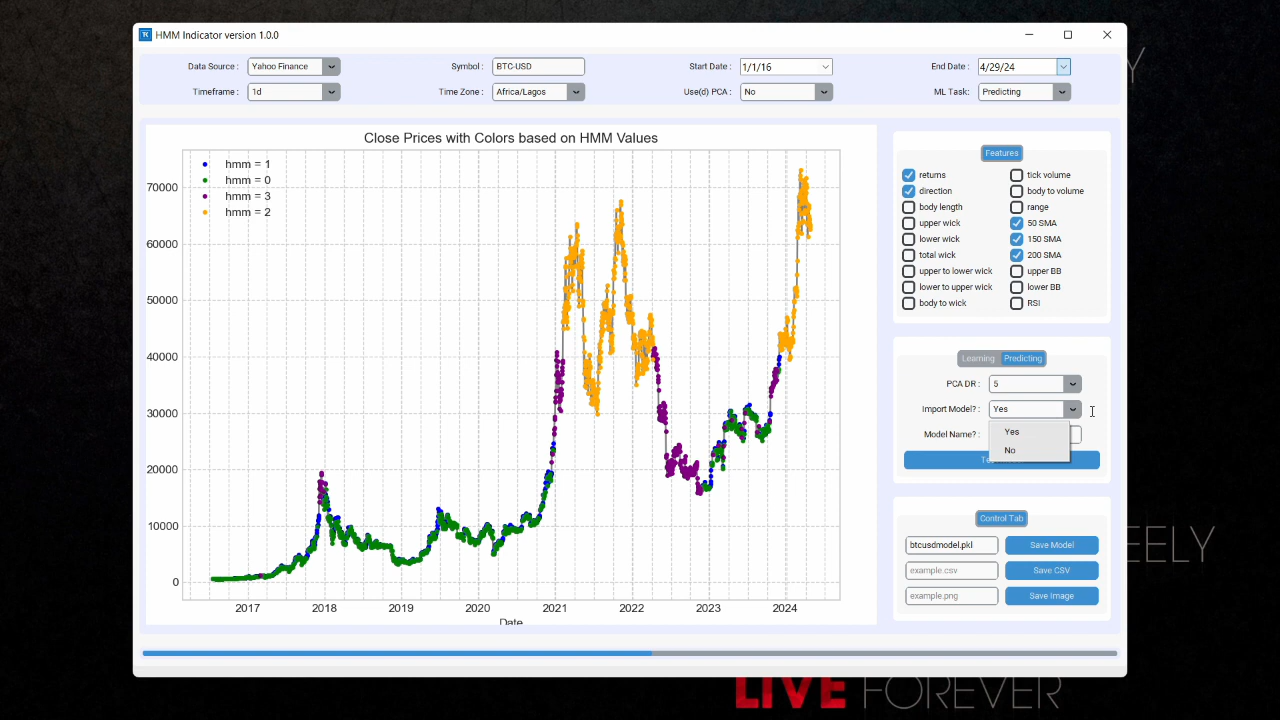 HMM Indicator version 1.0.0
Data Source : Yahoo Finance Symbol : BTC-USD Start Date : 1/1/16 End Date : 4/29/24
Timeframe : 1d Time Zone : Africa/Lagos Use(d) PCA : No ML Task: Predicting
Close Prices with Colors based on HMM Values
hmm = 1
hmm = 0
hmm = 3
hmm = 2
70000
60000
50000
40000
30000
20000
10000
0
2017 2018 2019 2020 2021 2022 2023 2024
Date
Features
returns tick volume
direction body to volume
body length range
upper wick 50 SMA
lower wick 150 SMA
total wick 200 SMA
upper to lower wick upper BB
lower to upper wick lower BB
body to wick RSI
Learning Predicting
PCA DR : 5
Import Model? : Yes
Yes
Model Name? :
No
Control Tab
btcusdmodel.pkl Save Model
example.csv Save CSV
example.png Save Image
EELY
LIVE FOREVER